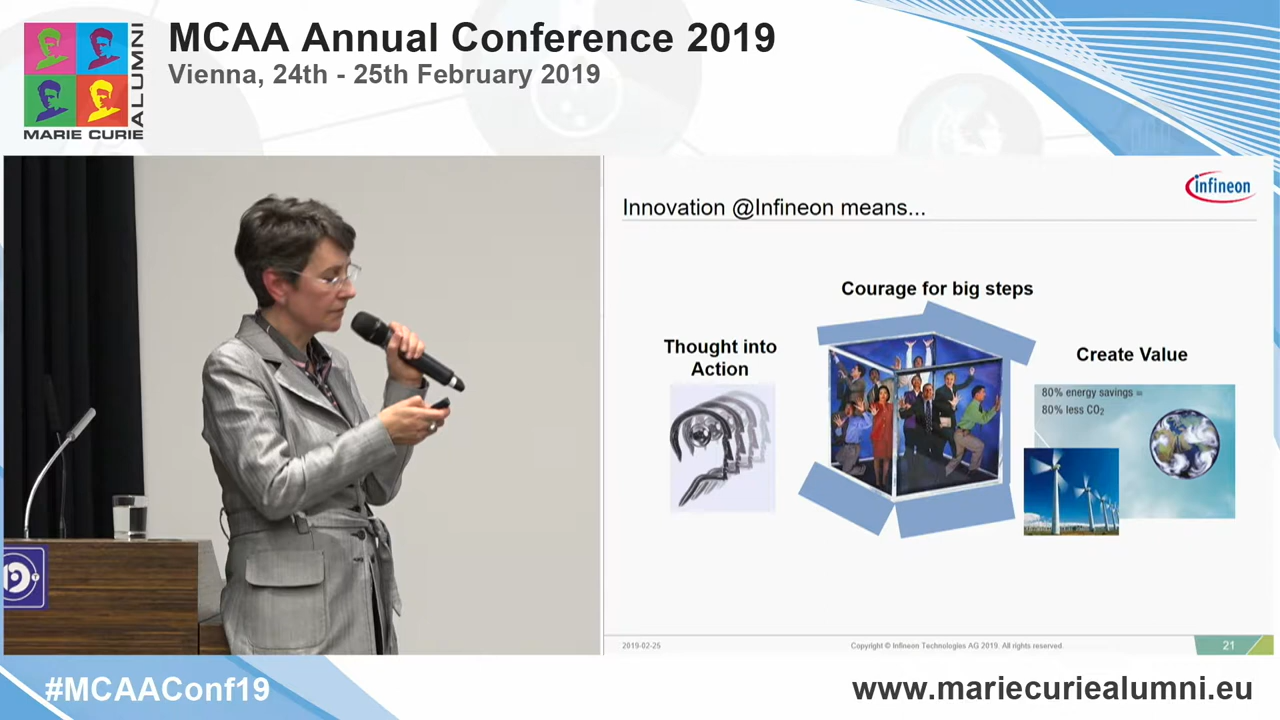 MCAA Annual Conference 2019
Vienna, 24th - 25th February 2019
MARIE CURIE
ALUMNI
infineon
Innovation @Infineon means...
Courage for big steps
Thought into
Action
Create Value
80% energy savings =
80% less CO₂
2019-02-25
Copyright © Infineon Technologies AG 2019. All rights reserved.
21
#MCAAConf19
www.mariecuriealumni.eu